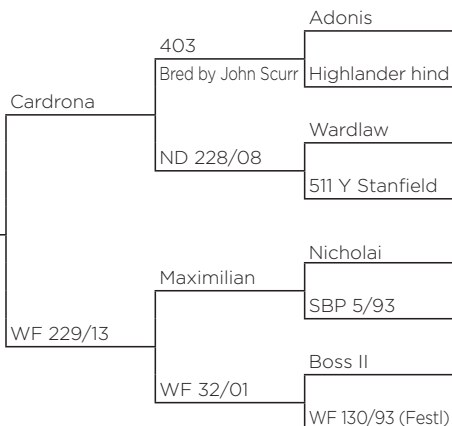 Adonis
403
Bred by John Scurr
Highlander hind
Cardrona
Wardlaw
ND 228/08
511 Y Stanfield
Nicholai
Maximilian
SBP 5/93
WF 229/13
Boss II
WF 32/01
WF 130/93 (Festl)